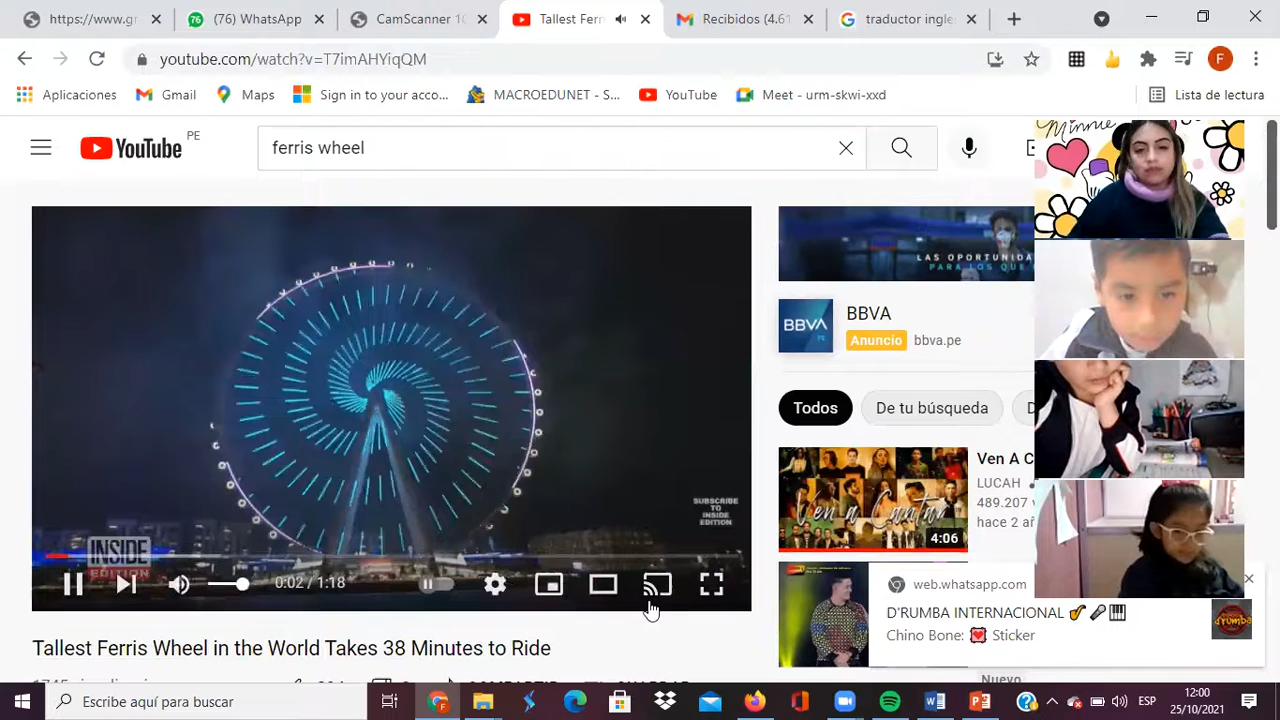 https://www.gr
(76) WhatsApp
CamScanner 10
Tallest Ferri
Recibidos (4.61
traductor ingle
youtube.com/watch?v=T7imAHYiqQM
F
Aplicaciones
Gmail
Maps
Sign in to your acco...
MACROEDUNET - S...
YouTube
Meet - urm-skwi-xxd
Lista de lectura
YouTube PE
ferris wheel
Minnie
LAS OPORTUNIDA
PARA LOS QUE
BBVA
BBVA
Anuncio bbva.pe
Todos
De tu búsqueda
D
Ven A Cantar
4:06
Ven A C
LUCAH
489.207 v
hace 2 añ
SUBSCRIBE
TO
INSIDE
EDITION
INSIDE
EDITION
0:02 / 1:18
web.whatsapp.com
D'RUMBA INTERNACIONAL
Chino Bone: 💟 Sticker
Tallest Ferris Wheel in the World Takes 38 Minutes to Ride
Nuevo
Escribe aquí para buscar
ESP
12:00
25/10/2021